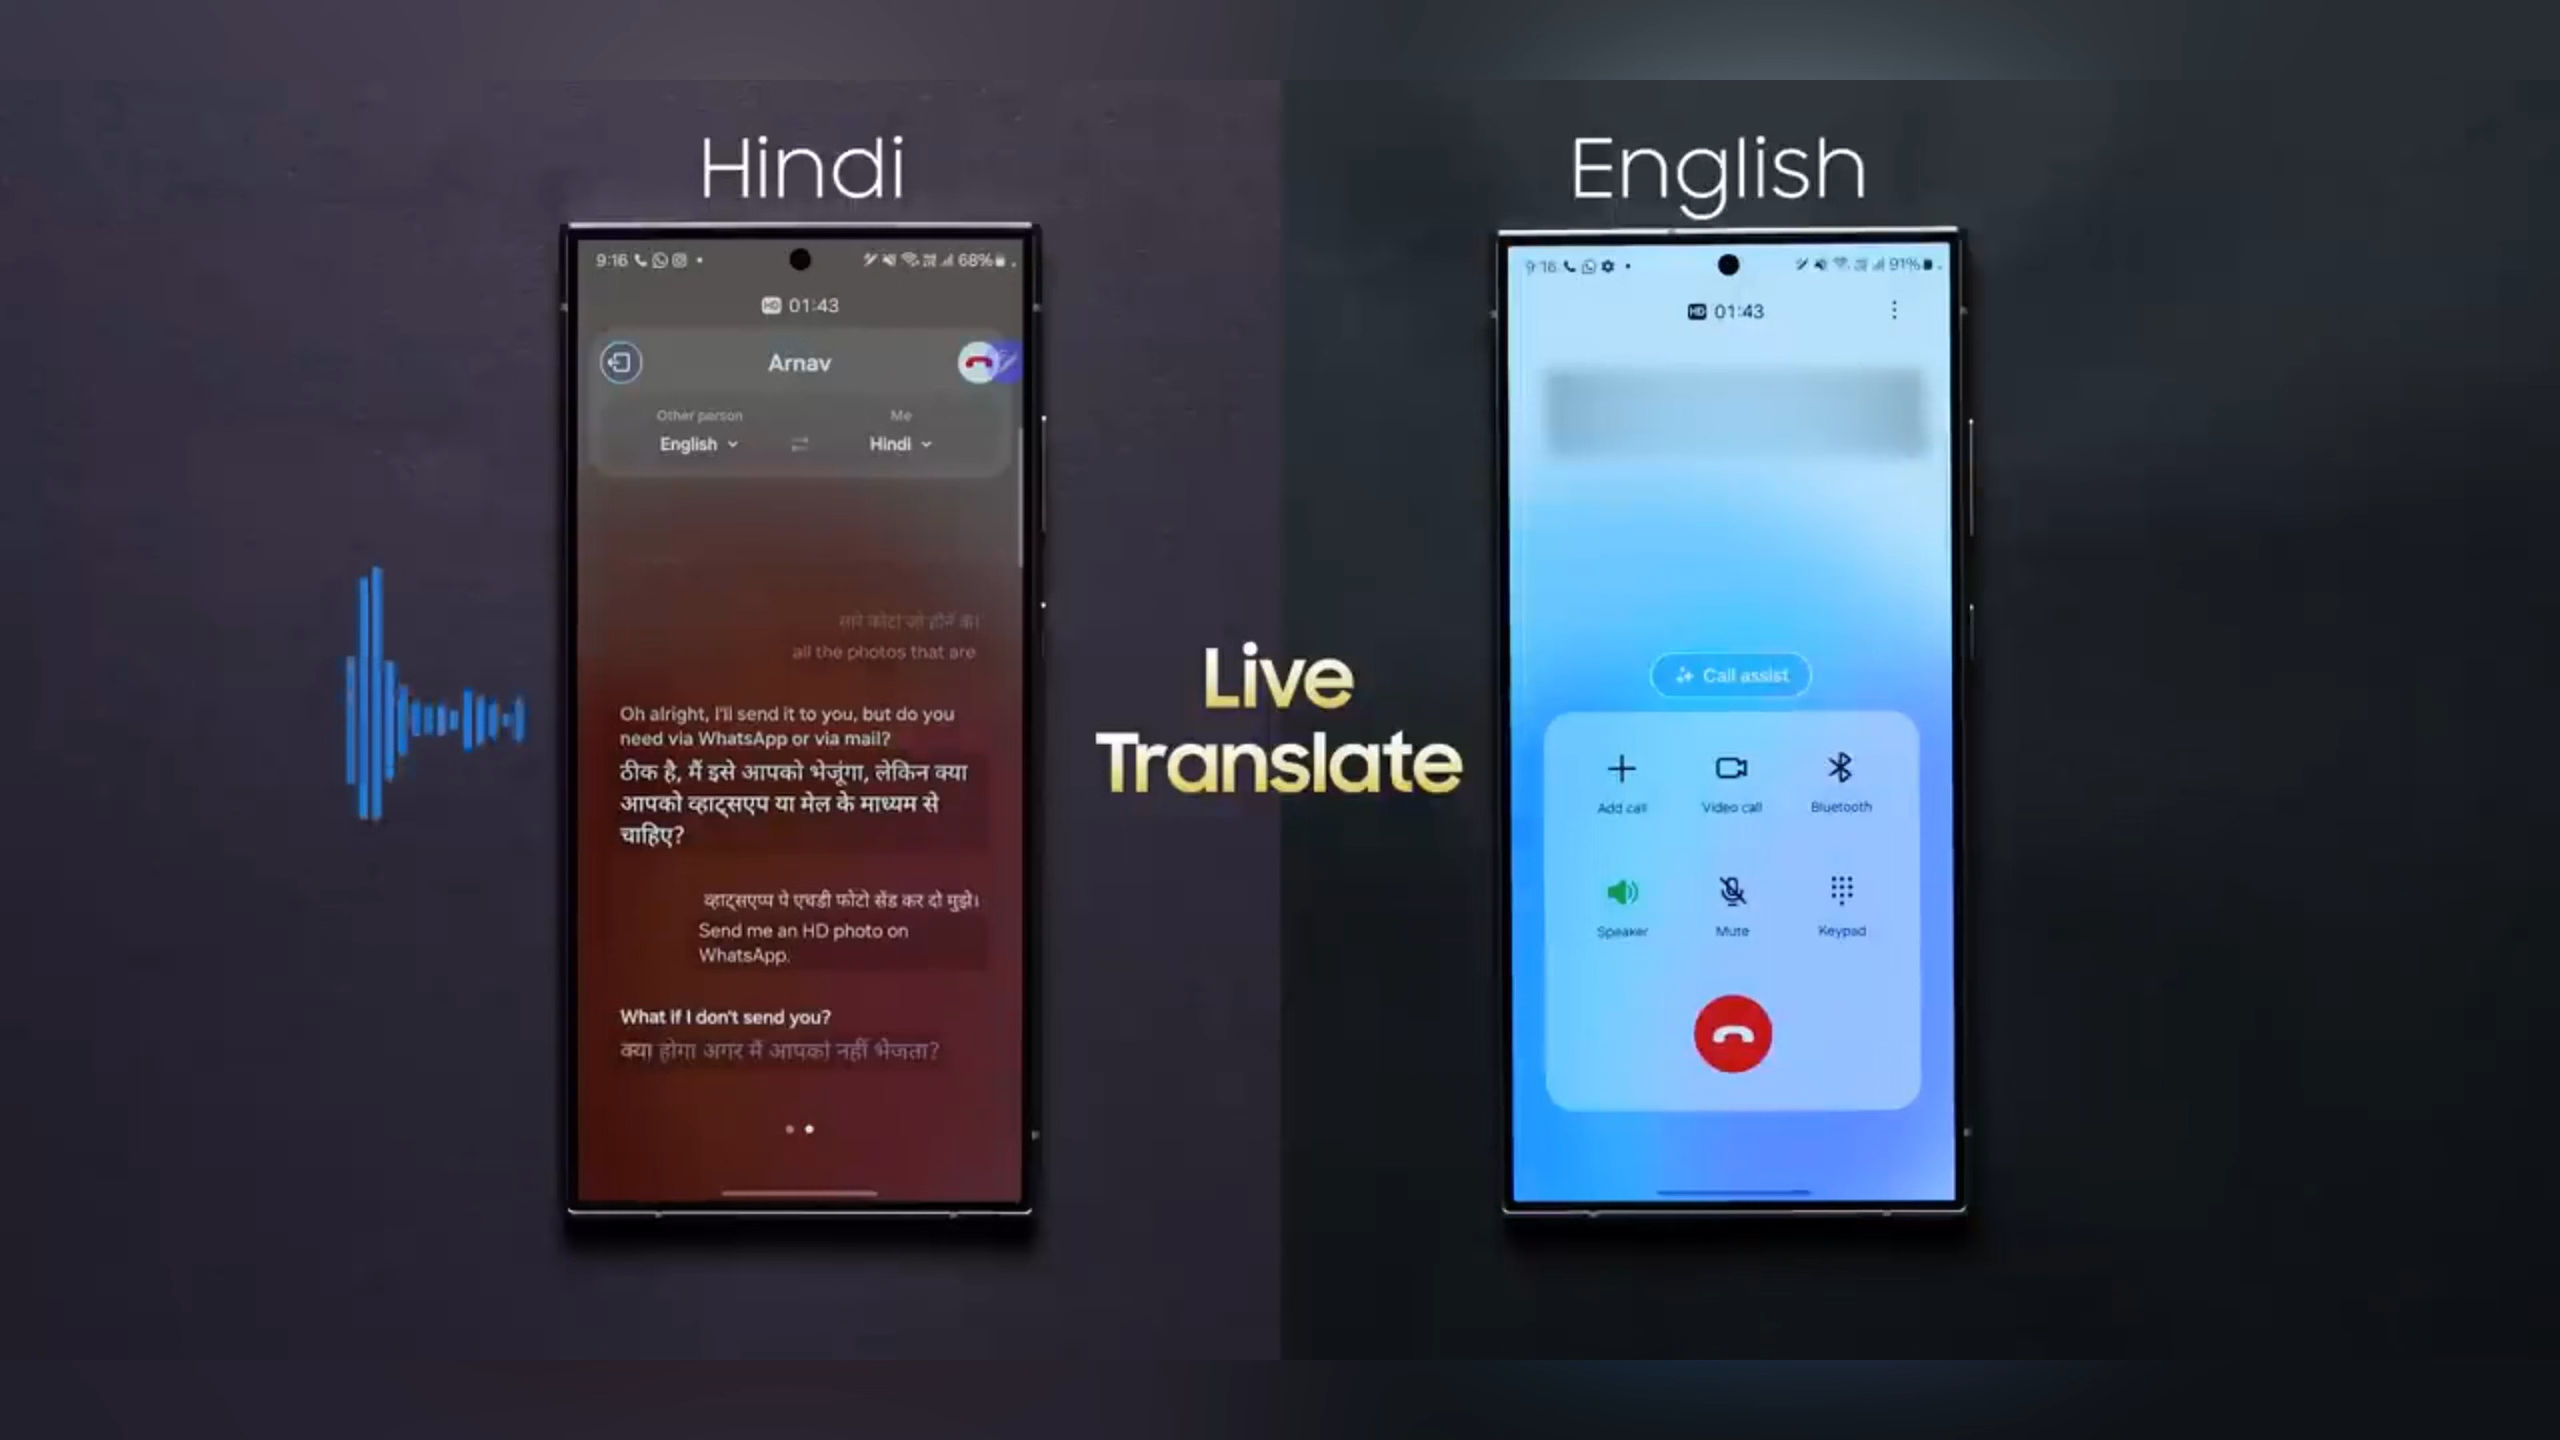 Hindi
9:16
68%
HD 01:43
Arnav
Other person
Me
English
Hindi
all the photos that are
Oh alright, I'll send it to you, but do you
need via WhatsApp or via mail?
ठीक है, मैं इसे आपको भेजूंगा, लेकिन क्या
आपको व्हाट्सएप या मेल के माध्यम से
चाहिए?
व्हाट्सएप्प पे एचडी फोटो सेंड कर दो मुझे।
Send me an HD photo on
WhatsApp.
What if I don't send you?
क्या होगा अगर मैं आपको नहीं भेजता?
Live
Translate
English
9:16
91%
HD 01:43
Call assist
Add call
Video call
Bluetooth
Speaker
Mute
Keypad